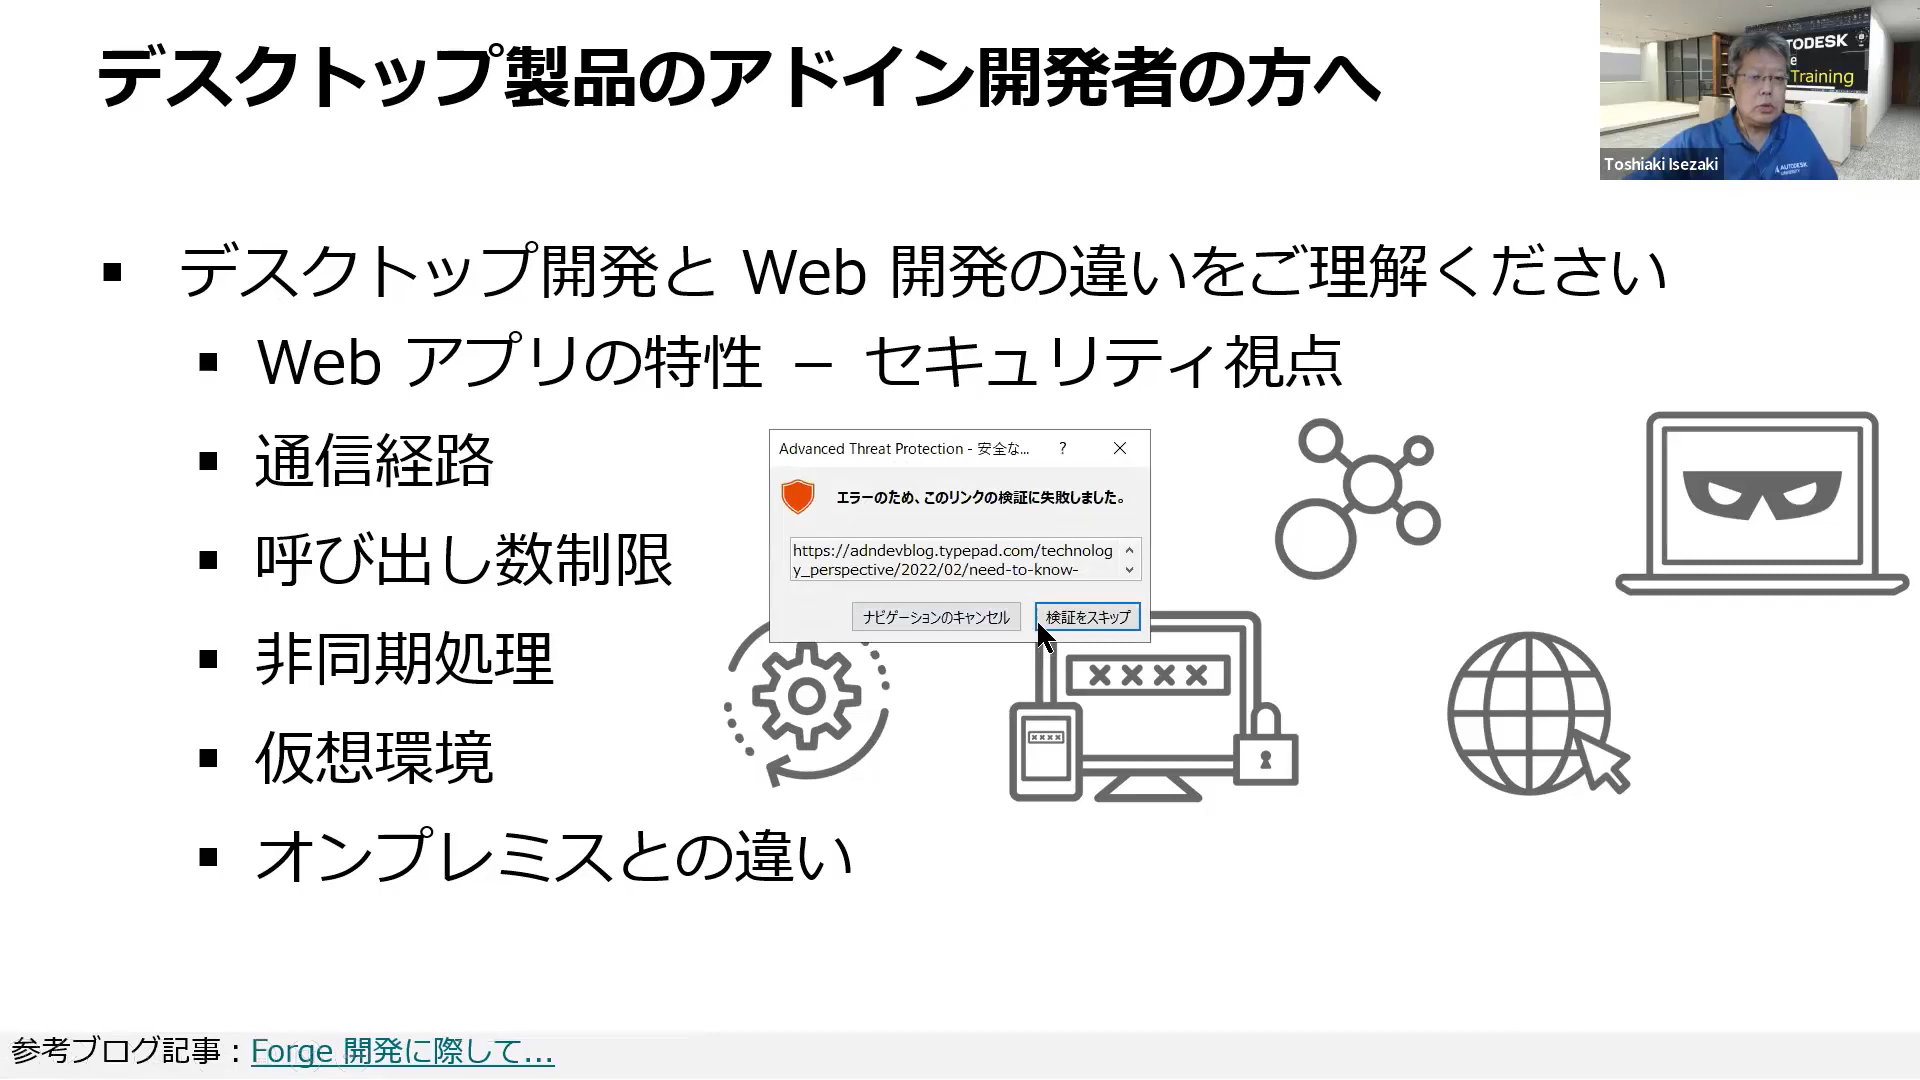 デスクトップ製品のアドイン開発者の方へ
AUTODESK
Training
Toshiaki Isezaki
AUTODESK
UNIVERSITY
▪ デスクトップ開発と Web 開発の違いをご理解ください
▪ Web アプリの特性 － セキュリティ視点
▪ 通信経路
▪ 呼び出し数制限
▪ 非同期処理
▪ 仮想環境
▪ オンプレミスとの違い
Advanced Threat Protection - 安全な...
エラーのため、このリンクの検証に失敗しました。
https://adndevblog.typepad.com/technolog
y_perspective/2022/02/need-to-know-
ナビゲーションのキャンセル
検証をスキップ
参考ブログ記事：Forge 開発に際して…